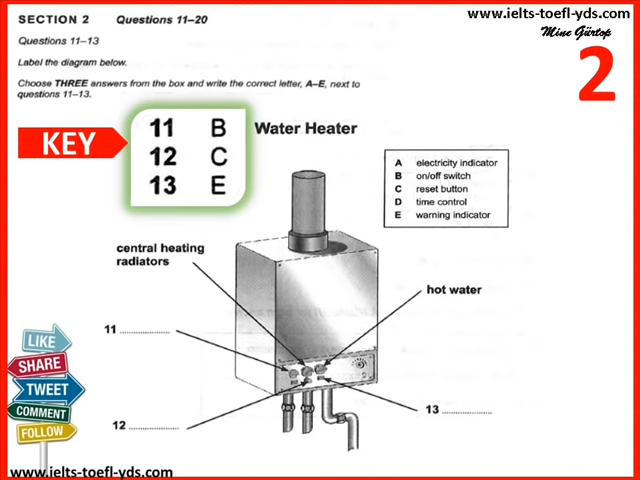 SECTION 2 Questions 11–20
www.ielts-toefl-yds.com
Mine Gürtop
Questions 11–13
2
Label the diagram below.
Choose THREE answers from the box and write the correct letter, A–E, next to
questions 11–13.
KEY
11 B
12 C
13 E
Water Heater
A electricity indicator
B on/off switch
C reset button
D time control
E warning indicator
central heating
radiators
hot water
11 ................
12 ................
13 ................
LIKE
SHARE
TWEET
COMMENT
FOLLOW
www.ielts-toefl-yds.com